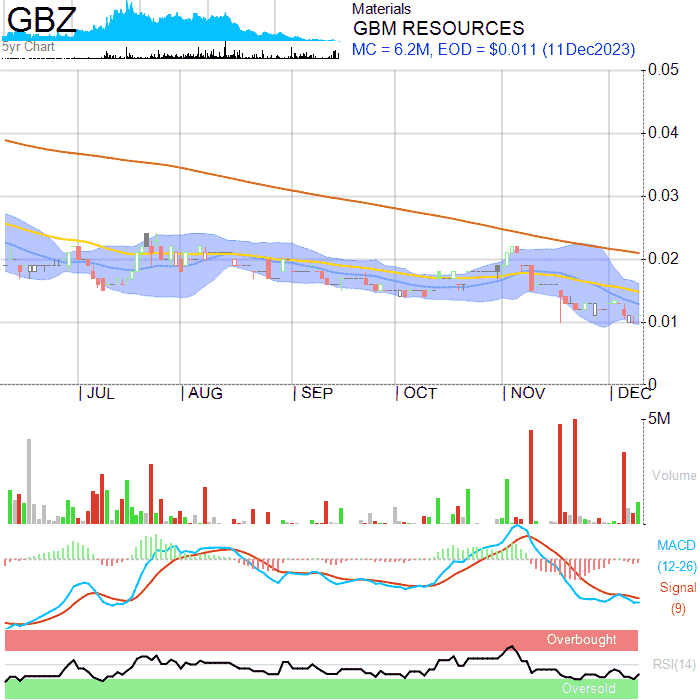 GBZ
5yr Chart
Materials
GBM RESOURCES
MC = 6.2M, EOD = $0.011 (11Dec2023)
0.05
0.04
0.03
0.02
0.01
0
JUL
AUG
SEP
OCT
NOV
DEC
5M
Volume
MACD
(12-26)
Signal
(9)
Overbought
RSI(14)
Oversold